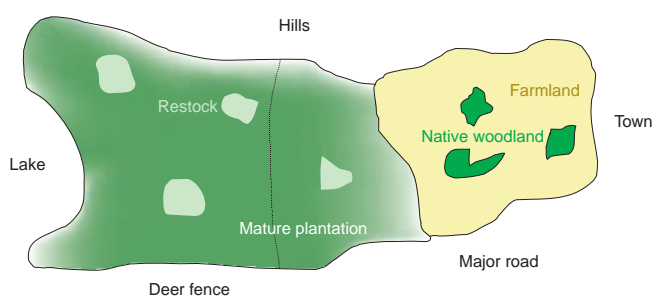 Hills
Farmland
Restock
Town
Native woodland
Lake
Mature plantation
Major road
Deer fence